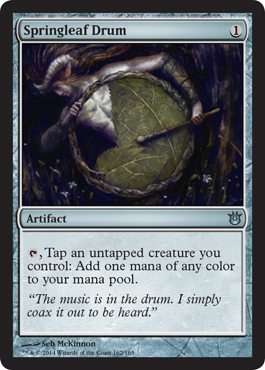 Springleaf Drum 1
Artifact
, Tap an untapped creature you
control: Add one mana of any color
to your mana pool.
“The music is in the drum. I simply
coax it out to be heard.”
Seb McKinnon
™ & © 2014 Wizards of the Coast 162/165